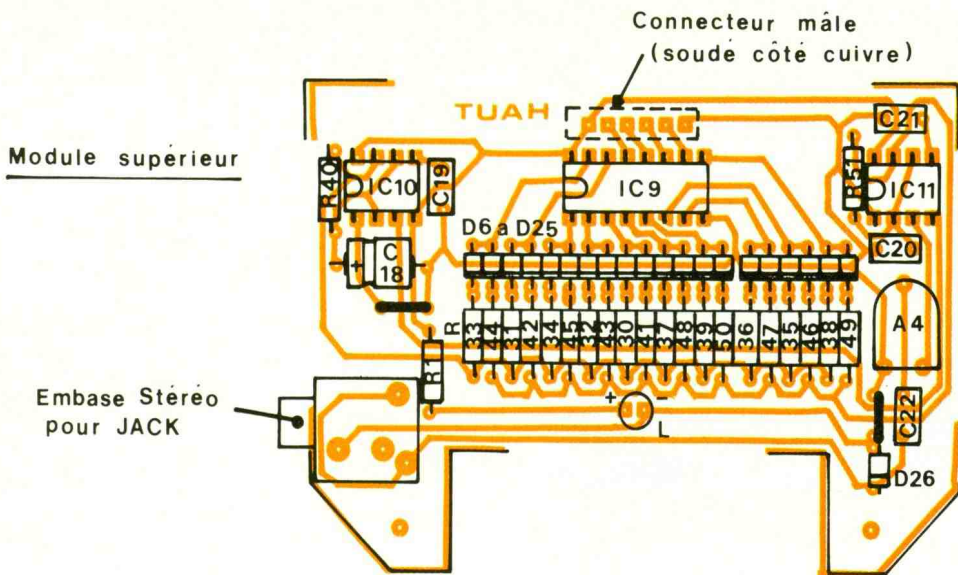 Connecteur mâle
(soudé côté cuivre)
TUAH
C21
Module supérieur
R40
IC10
C19
IC9
R51
IC11
D6 a D25
C20
+
C
18
R
33
44
31
42
34
45
32
43
30
41
37
48
39
50
36
47
35
46
38
49
A4
R1
Embase Stéréo
pour JACK
+
-
L
C22
D26